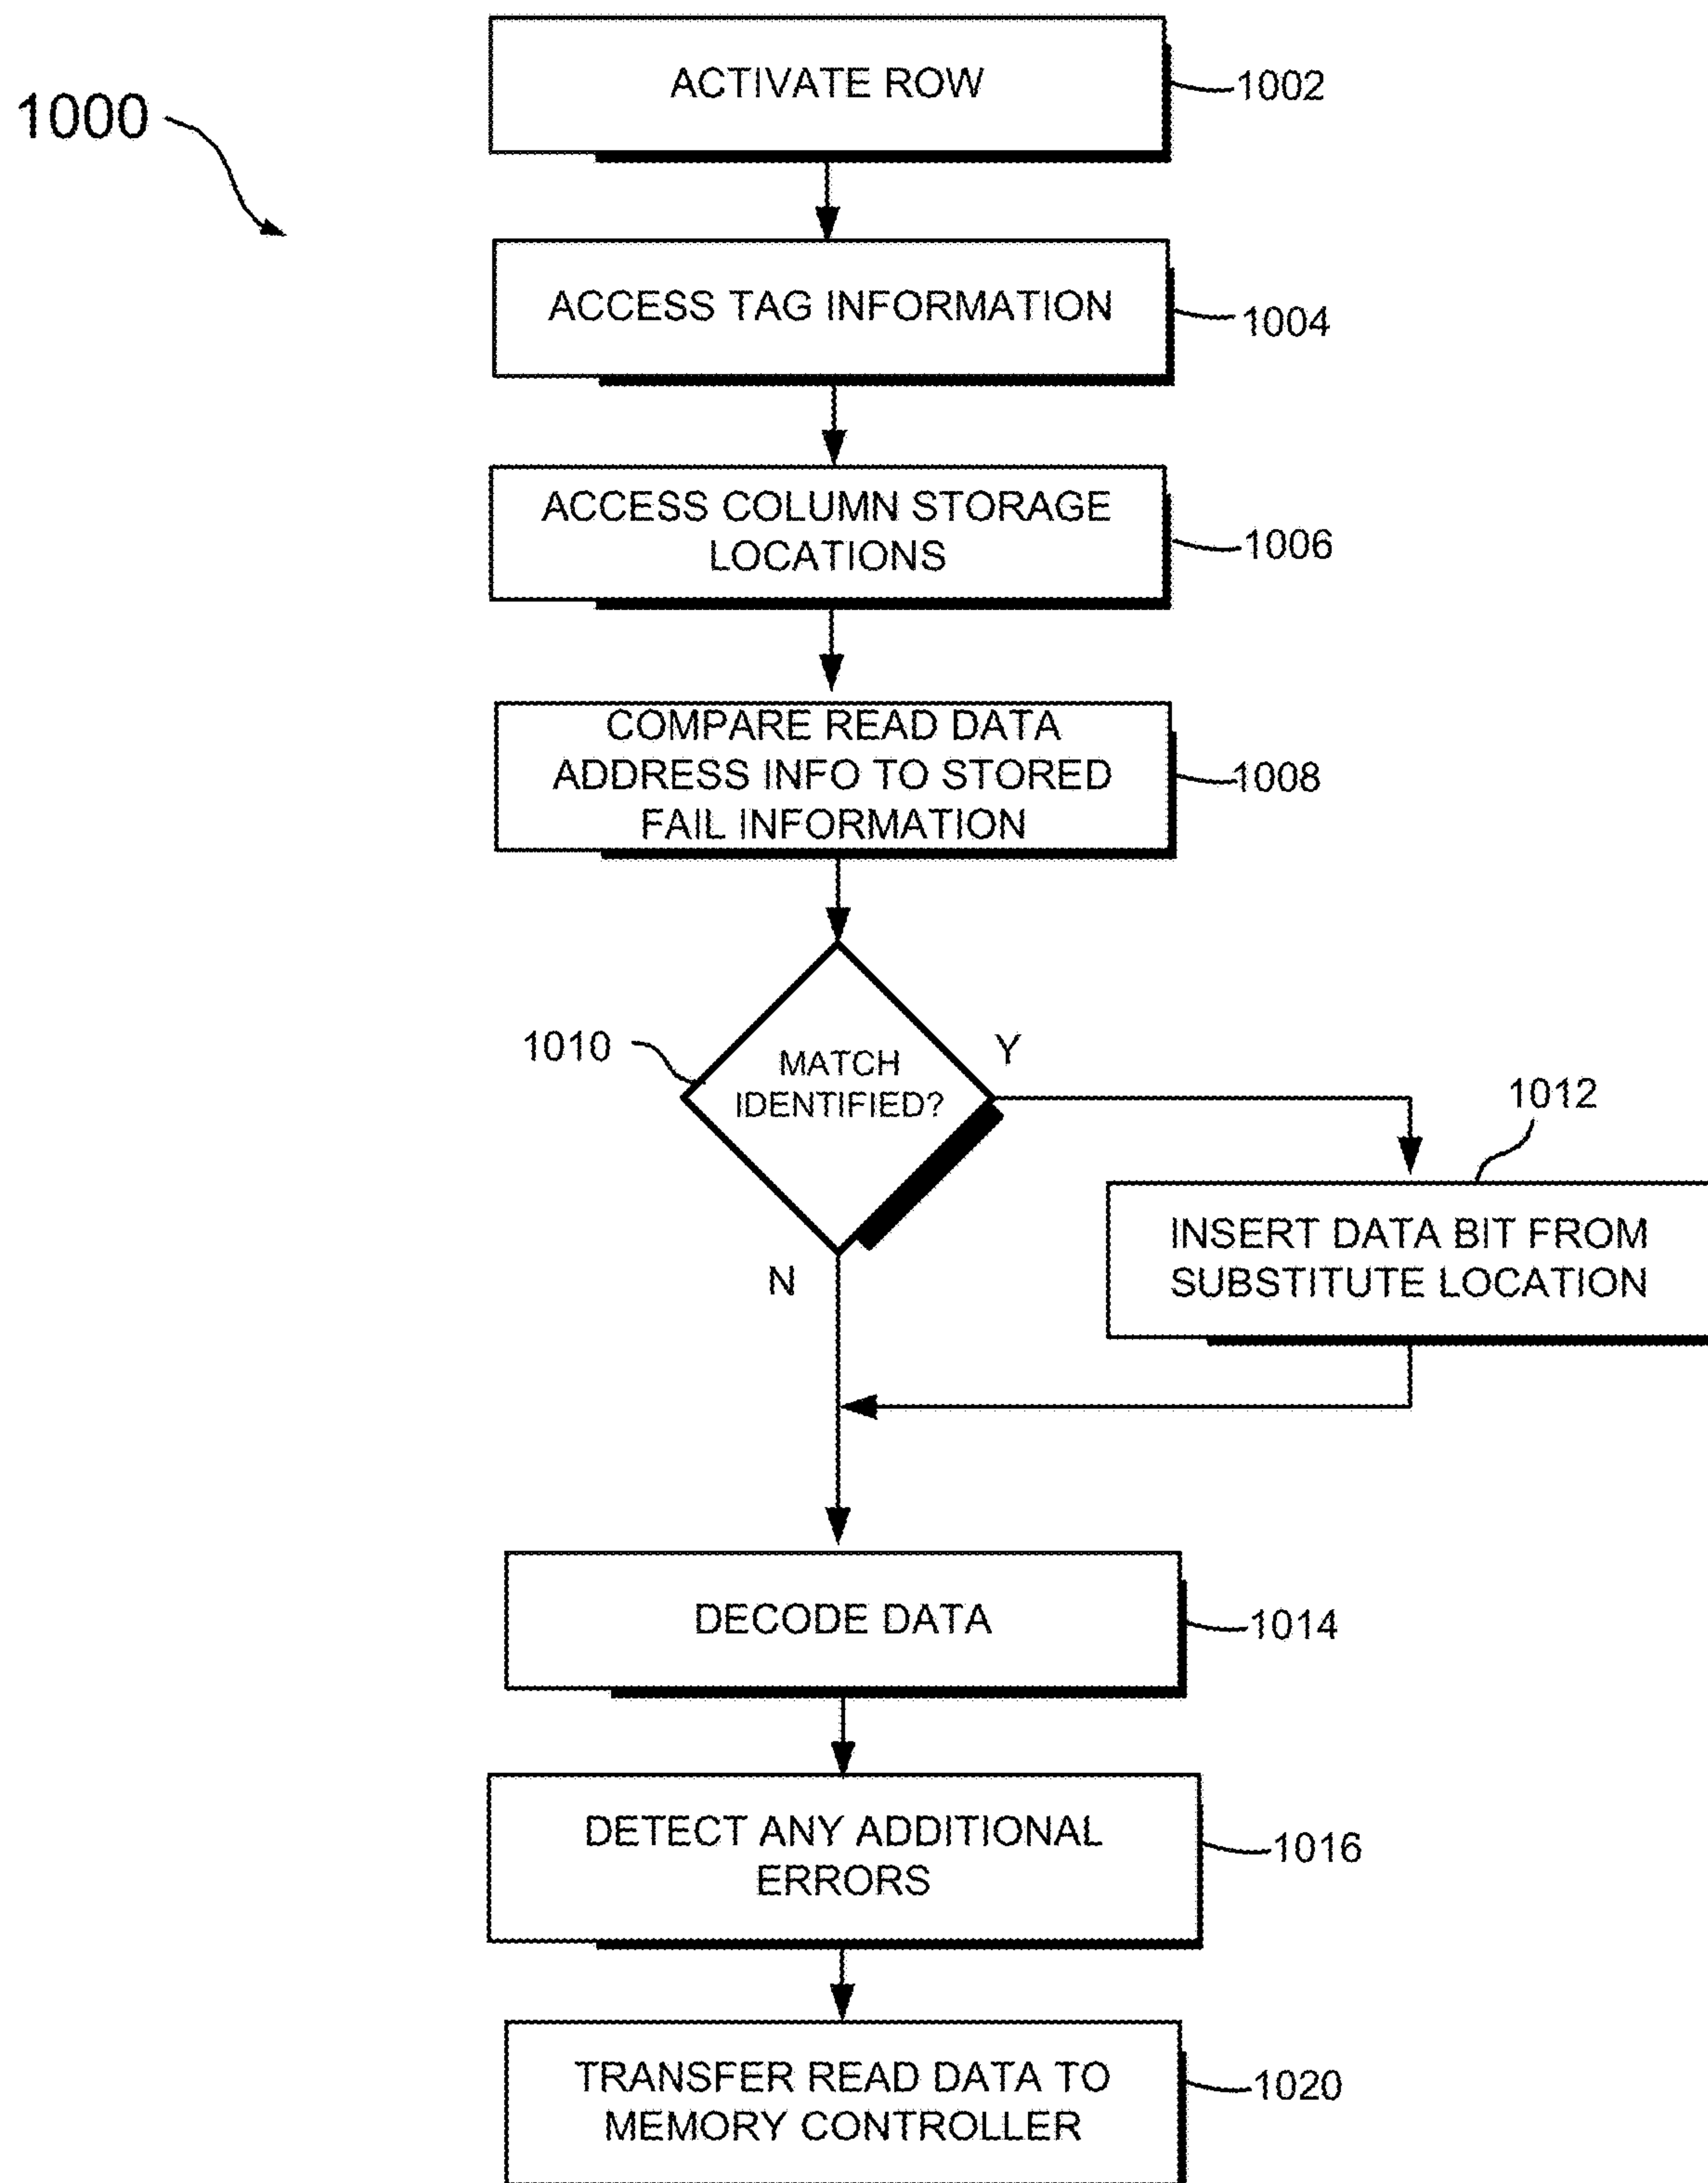 1000
ACTIVATE ROW
1002
ACCESS TAG INFORMATION
1004
ACCESS COLUMN STORAGE
LOCATIONS
1006
COMPARE READ DATA
ADDRESS INFO TO STORED
FAIL INFORMATION
1008
1010
MATCH
IDENTIFIED?
Y
N
1012
INSERT DATA BIT FROM
SUBSTITUTE LOCATION
DECODE DATA
1014
DETECT ANY ADDITIONAL
ERRORS
1016
TRANSFER READ DATA TO
MEMORY CONTROLLER
1020